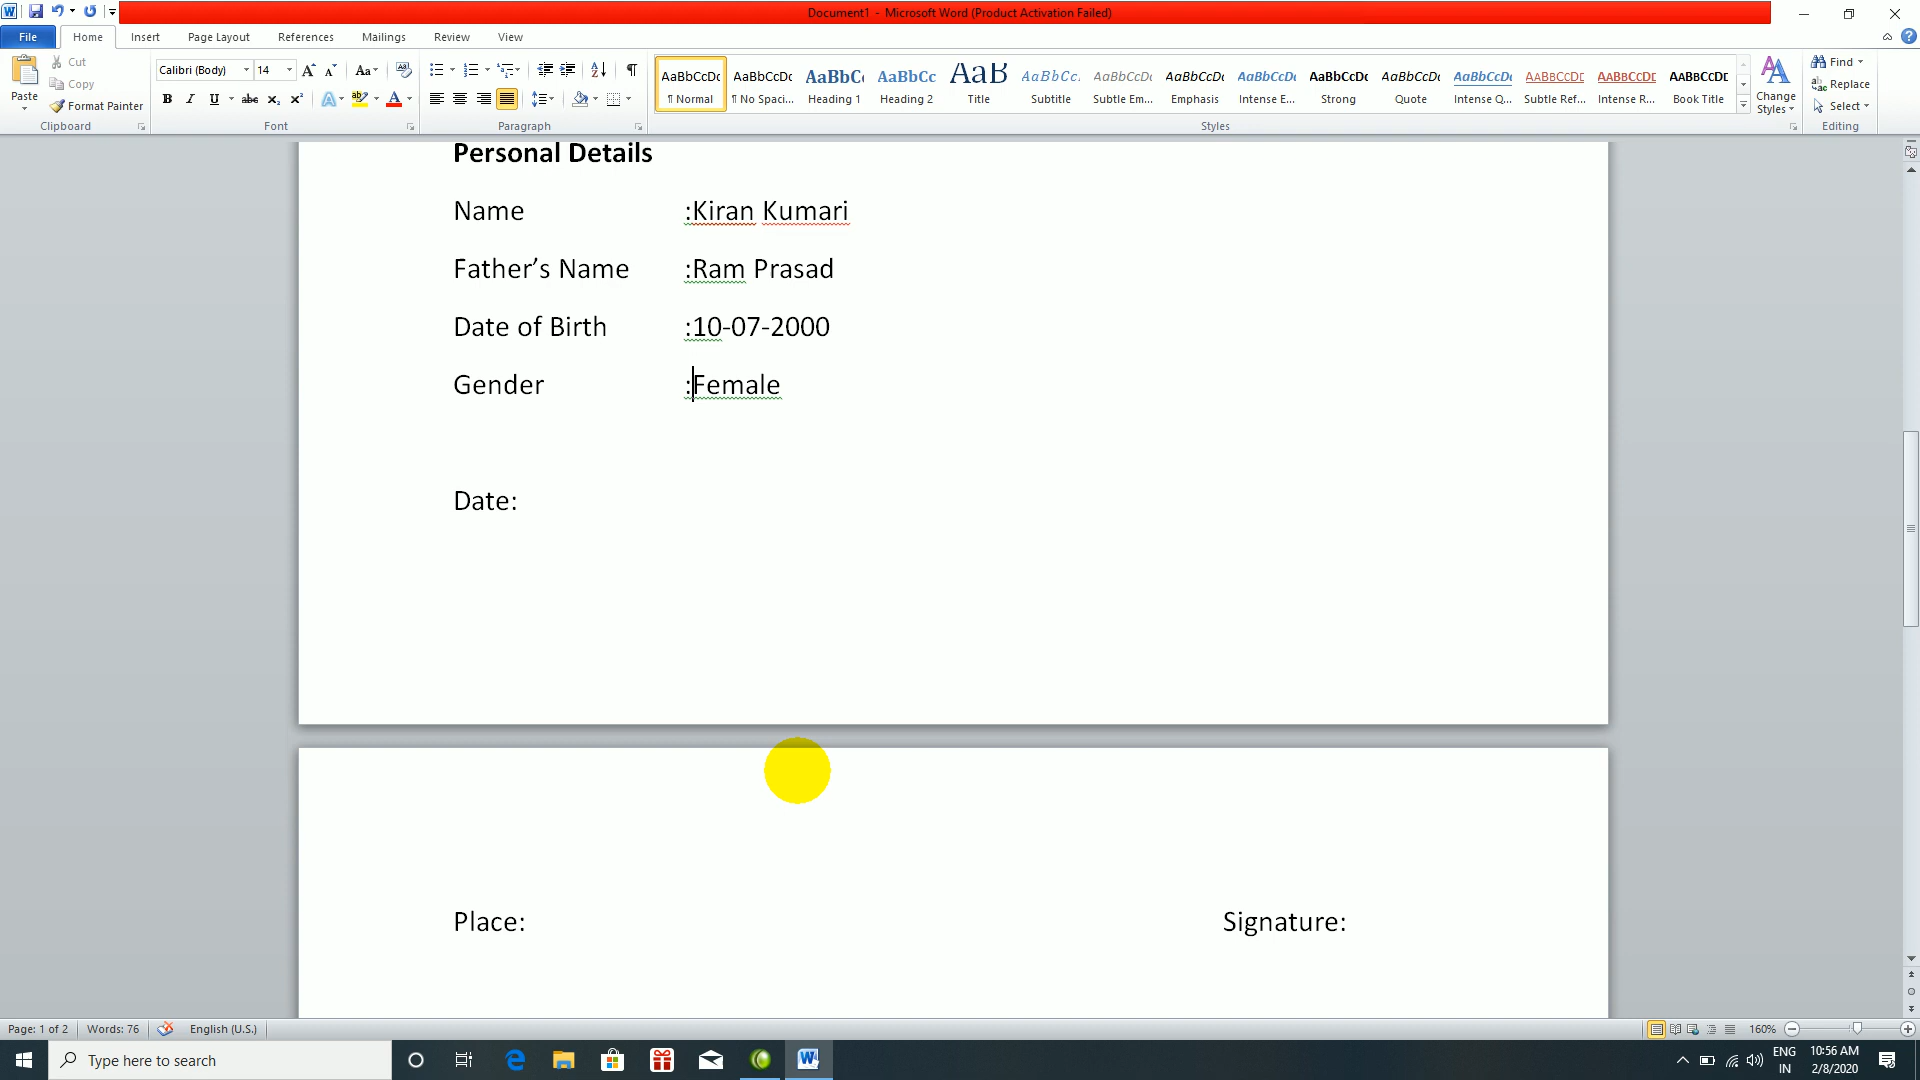 Document1 - Microsoft Word (Product Activation Failed)
File Home Insert Page Layout References Mailings Review View
Paste
Cut
Copy
Format Painter
Clipboard
Calibri (Body) 14
Font
Paragraph
AaBbCcDc AaBbCcDc AaBbC AaBbCc AaB AaBbCc. AaBbCcDc AaBbCcDc AaBbCcDc AaBbCcDc AaBbCcDc AaBbCcDc AABBCCDD AABBCCDD AABBCCDD
¶ Normal ¶ No Spaci... Heading 1 Heading 2 Title Subtitle Subtle Em... Emphasis Intense E... Strong Quote Intense Q... Subtle Ref... Intense R... Book Title
Styles
Change Styles
Find
Replace
Select
Editing
Personal Details
Name :Kiran Kumari
Father’s Name :Ram Prasad
Date of Birth :10-07-2000
Gender :Female
Date:
Place: Signature:
Page: 1 of 2 Words: 76 English (U.S.) 160%
Type here to search
ENG
IN
10:56 AM
2/8/2020